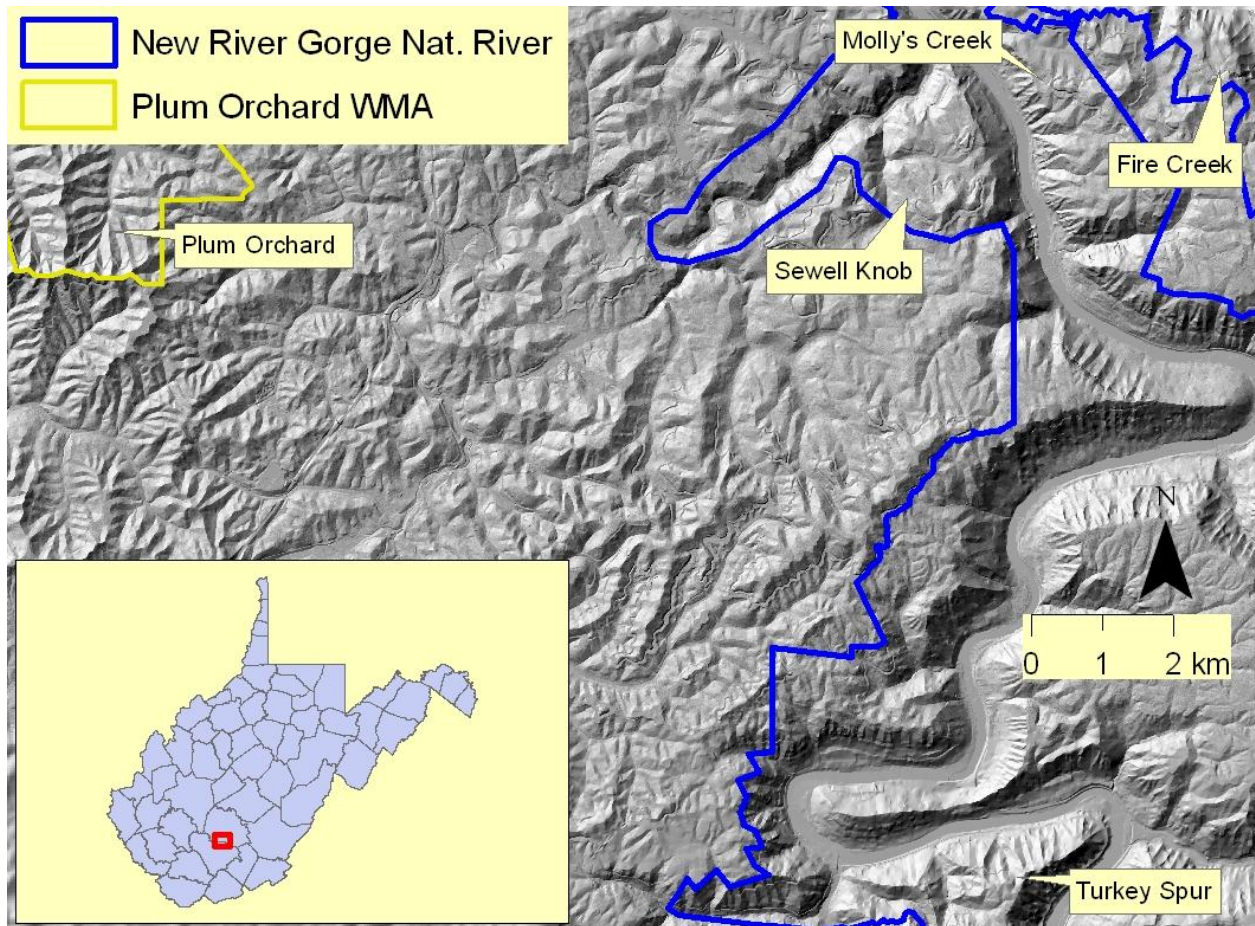 New River Gorge Nat. River
Plum Orchard WMA
Molly's Creek
Fire Creek
Plum Orchard
Sewell Knob
N
0 1 2 km
Turkey Spur